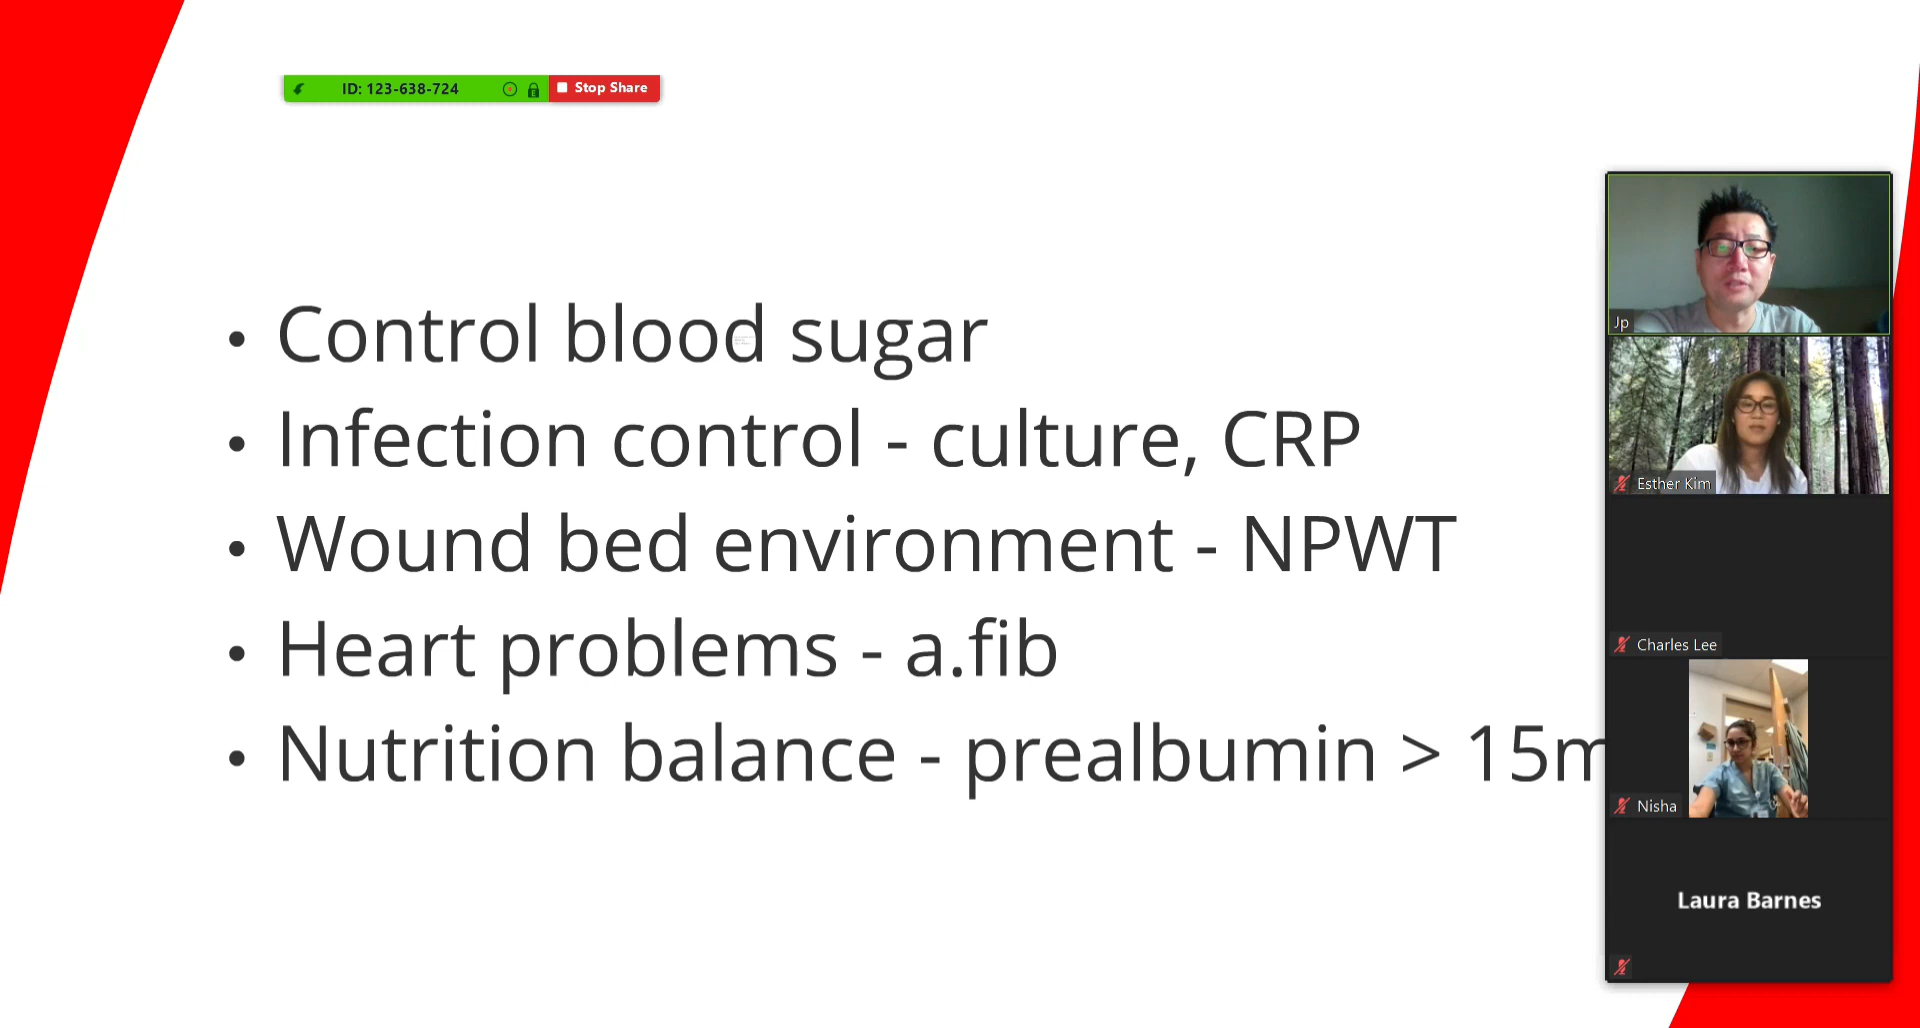 ID: 123-638-724 Stop Share
• Control blood sugar
• Infection control - culture, CRP
• Wound bed environment - NPWT
• Heart problems - a.fib
• Nutrition balance - prealbumin > 15m
Jp
Esther Kim
Charles Lee
Nisha
Laura Barnes